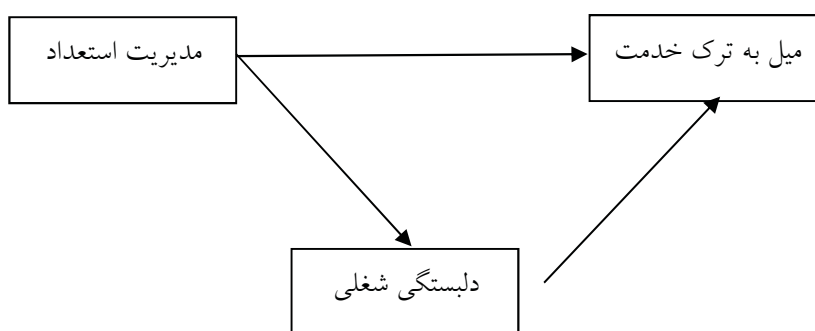 میل به ترک خدمت
مدیریت استعداد
دلبستگی شغلی